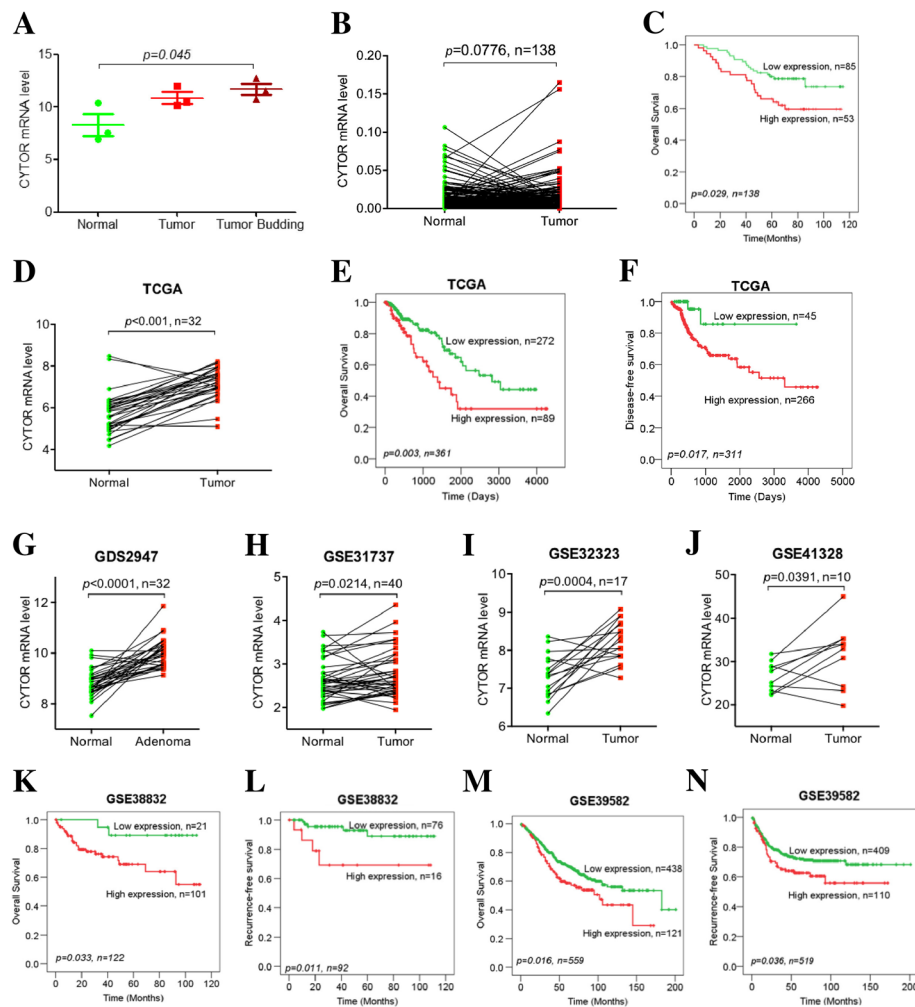 A
p=0.045
CYTOR mRNA level
15
10
5
0
Normal
Tumor
Tumor Budding
B
p=0.0776, n=138
CYTOR mRNA level
0.20
0.15
0.10
0.05
0.00
Normal
Tumor
C
Overall Survival
1.0
0.8
0.6
0.4
0.2
0.0
Low expression, n=85
High expression, n=53
p=0.029, n=138
0 20 40 60 80 100 120
Time(Months)
D
TCGA
p<0.001, n=32
CYTOR mRNA level
10
8
6
4
Normal
Tumor
E
TCGA
Overall Survival
1.0
0.8
0.6
0.4
0.2
0.0
Low expression, n=272
High expression, n=89
p=0.003, n=361
0 1000 2000 3000 4000
Time (Days)
F
TCGA
Disease-free survival
1.0
0.8
0.6
0.4
0.2
0.0
Low expression, n=45
High expression, n=266
p=0.017, n=311
0 1000 2000 3000 4000 5000
Time (Days)
G
GDS2947
p<0.0001, n=32
CYTOR mRNA level
12
10
8
Normal
Adenoma
H
GSE31737
p=0.0214, n=40
CYTOR mRNA level
5
4
3
2
1
Normal
Tumor
I
GSE32323
p=0.0004, n=17
CYTOR mRNA level
10
9
8
7
6
Normal
Tumor
J
GSE41328
p=0.0391, n=10
CYTOR mRNA level
50
40
30
20
Normal
Tumor
K
GSE38832
Overall Survival
1.0
0.8
0.6
0.4
0.2
0.0
Low expression, n=21
High expression, n=101
p=0.033, n=122
0 20 40 60 80 100 120
Time (Months)
L
GSE38832
Recurrence-free survival
1.0
0.8
0.6
0.4
0.2
0.0
Low expression, n=76
High expression, n=16
p=0.011, n=92
0 20 40 60 80 100 120
Time (Months)
M
GSE39582
Overall Survival
1.0
0.8
0.6
0.4
0.2
0.0
Low expression, n=438
High expression, n=121
p=0.016, n=559
0 50 100 150 200
Time (Months)
N
GSE39582
Recurrence-free survival
1.0
0.8
0.6
0.4
0.2
0.0
Low expression, n=409
High expression, n=110
p=0.036, n=519
0 50 100 150 200
Time (Months)